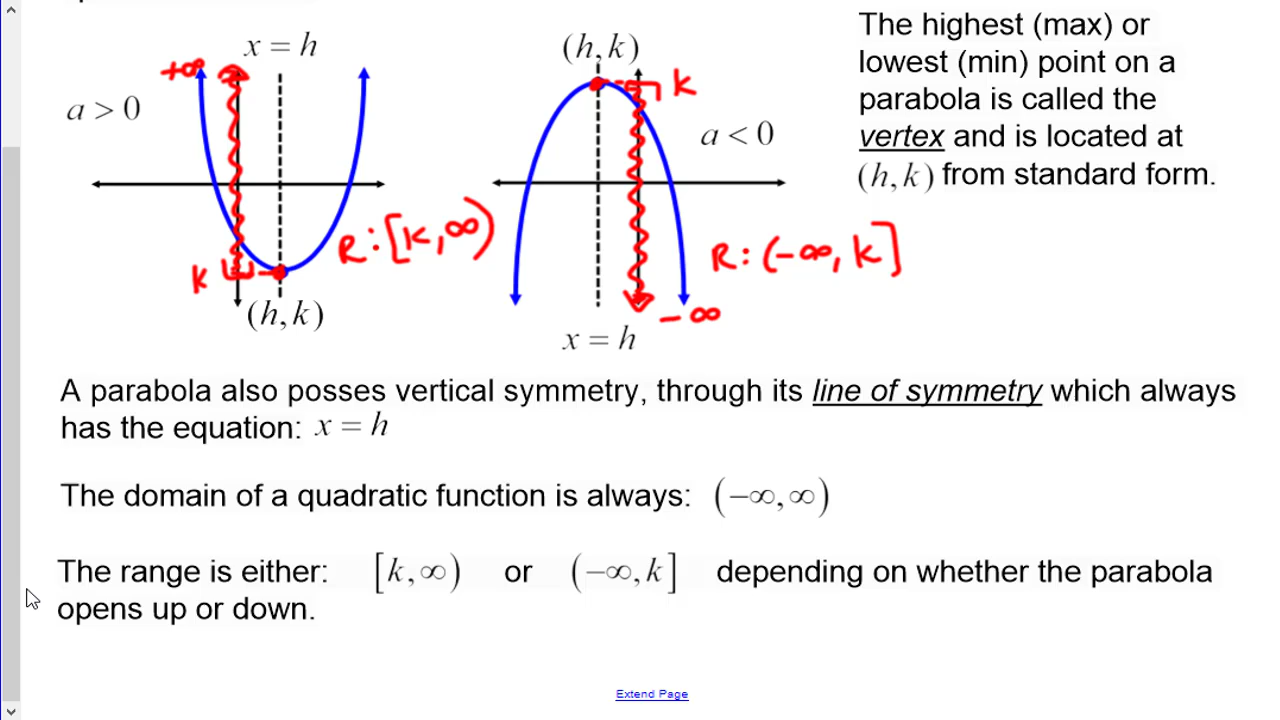 x = h
(h, k)
The highest (max) or
lowest (min) point on a
parabola is called the
vertex and is located at
(h, k) from standard form.
+∞
k
a > 0
a < 0
R: [k, ∞)
R: (-∞, k]
k
(h, k)
-∞
x = h
A parabola also posses vertical symmetry, through its line of symmetry which always
has the equation: x = h
The domain of a quadratic function is always: (−∞, ∞)
The range is either: [k, ∞) or (−∞, k] depending on whether the parabola
opens up or down.
Extend Page